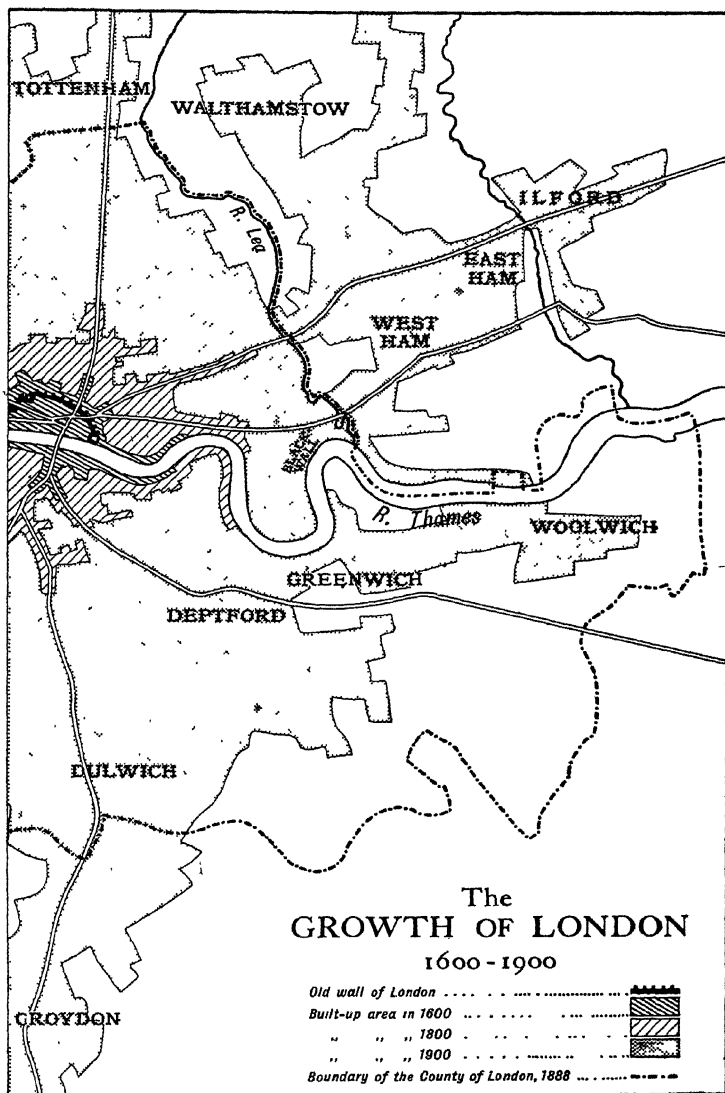 TOTTENHAM
WALTHAMSTOW
R. Lea
ILFORD
EAST
HAM
WEST
HAM
R. Thames
WOOLWICH
GREENWICH
DEPTFORD
DULWICH
CROYDON
The
GROWTH OF LONDON
1600-1900
Old wall of London
Built-up area in 1600
„ „ „ 1800
„ „ „ 1900
Boundary of the County of London, 1888